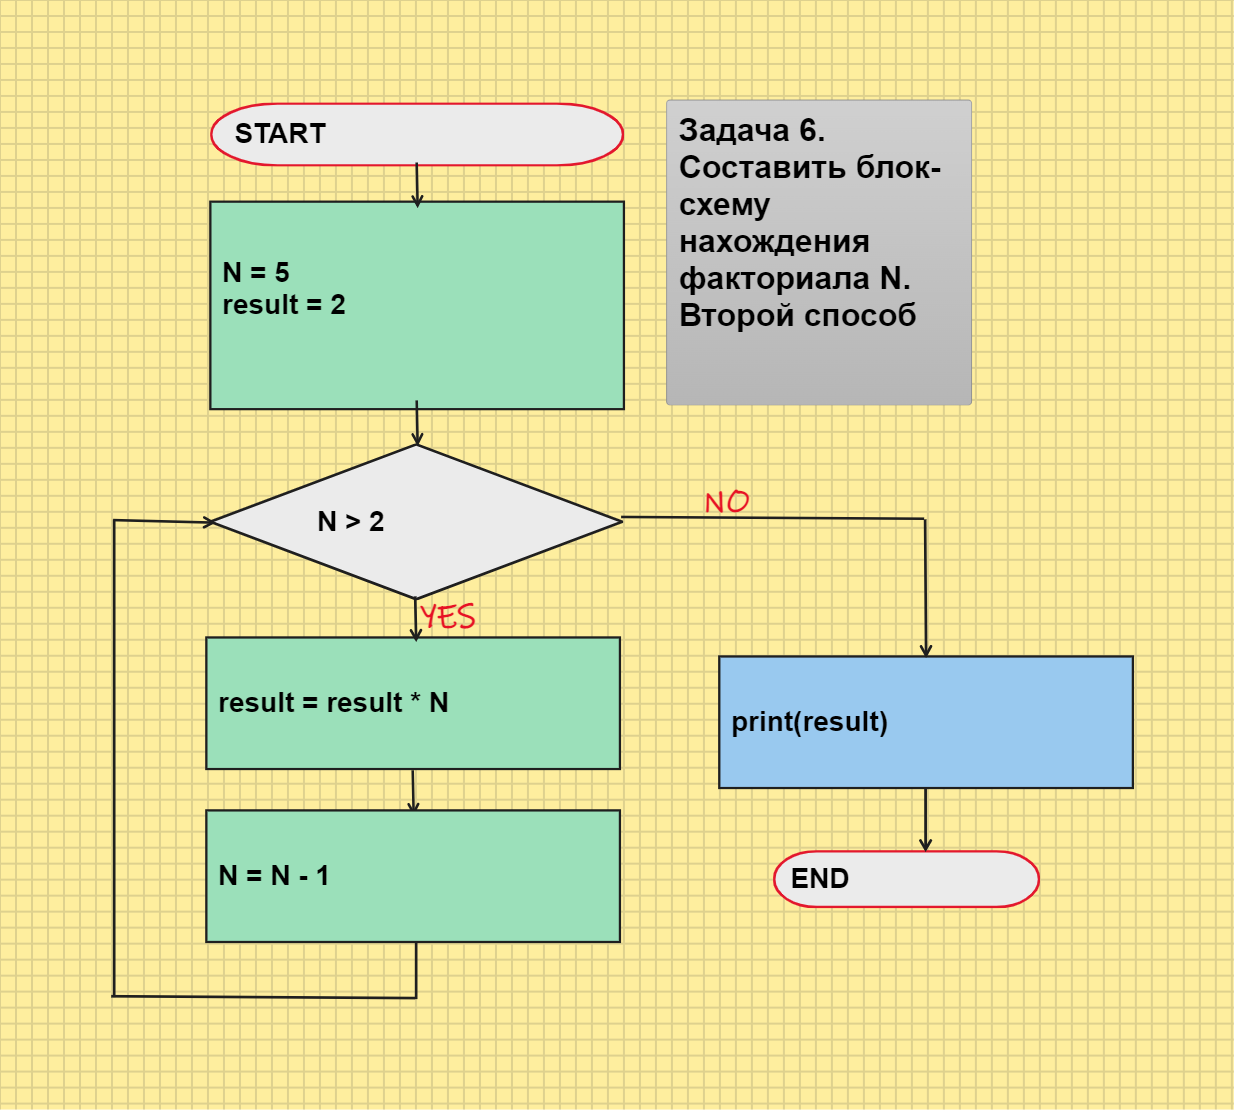 START
Задача 6.
Составить блок-
схему
нахождения
факториала N.
Второй способ
N = 5
result = 2
N > 2
NO
YES
result = result * N
print(result)
N = N - 1
END